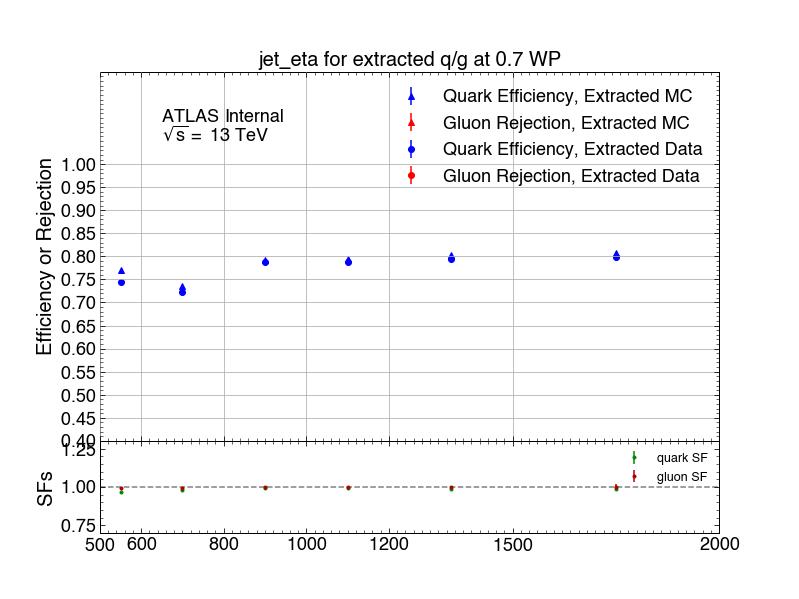 jet_eta for extracted q/g at 0.7 WP
ATLAS Internal
√s = 13 TeV
Quark Efficiency, Extracted MC
Gluon Rejection, Extracted MC
Quark Efficiency, Extracted Data
Gluon Rejection, Extracted Data
Efficiency or Rejection
1.00
0.95
0.90
0.85
0.80
0.75
0.70
0.65
0.60
0.55
0.50
0.45
0.40
1.25
1.00
0.75
SFs
quark SF
gluon SF
500 600 800 1000 1200 1500 2000